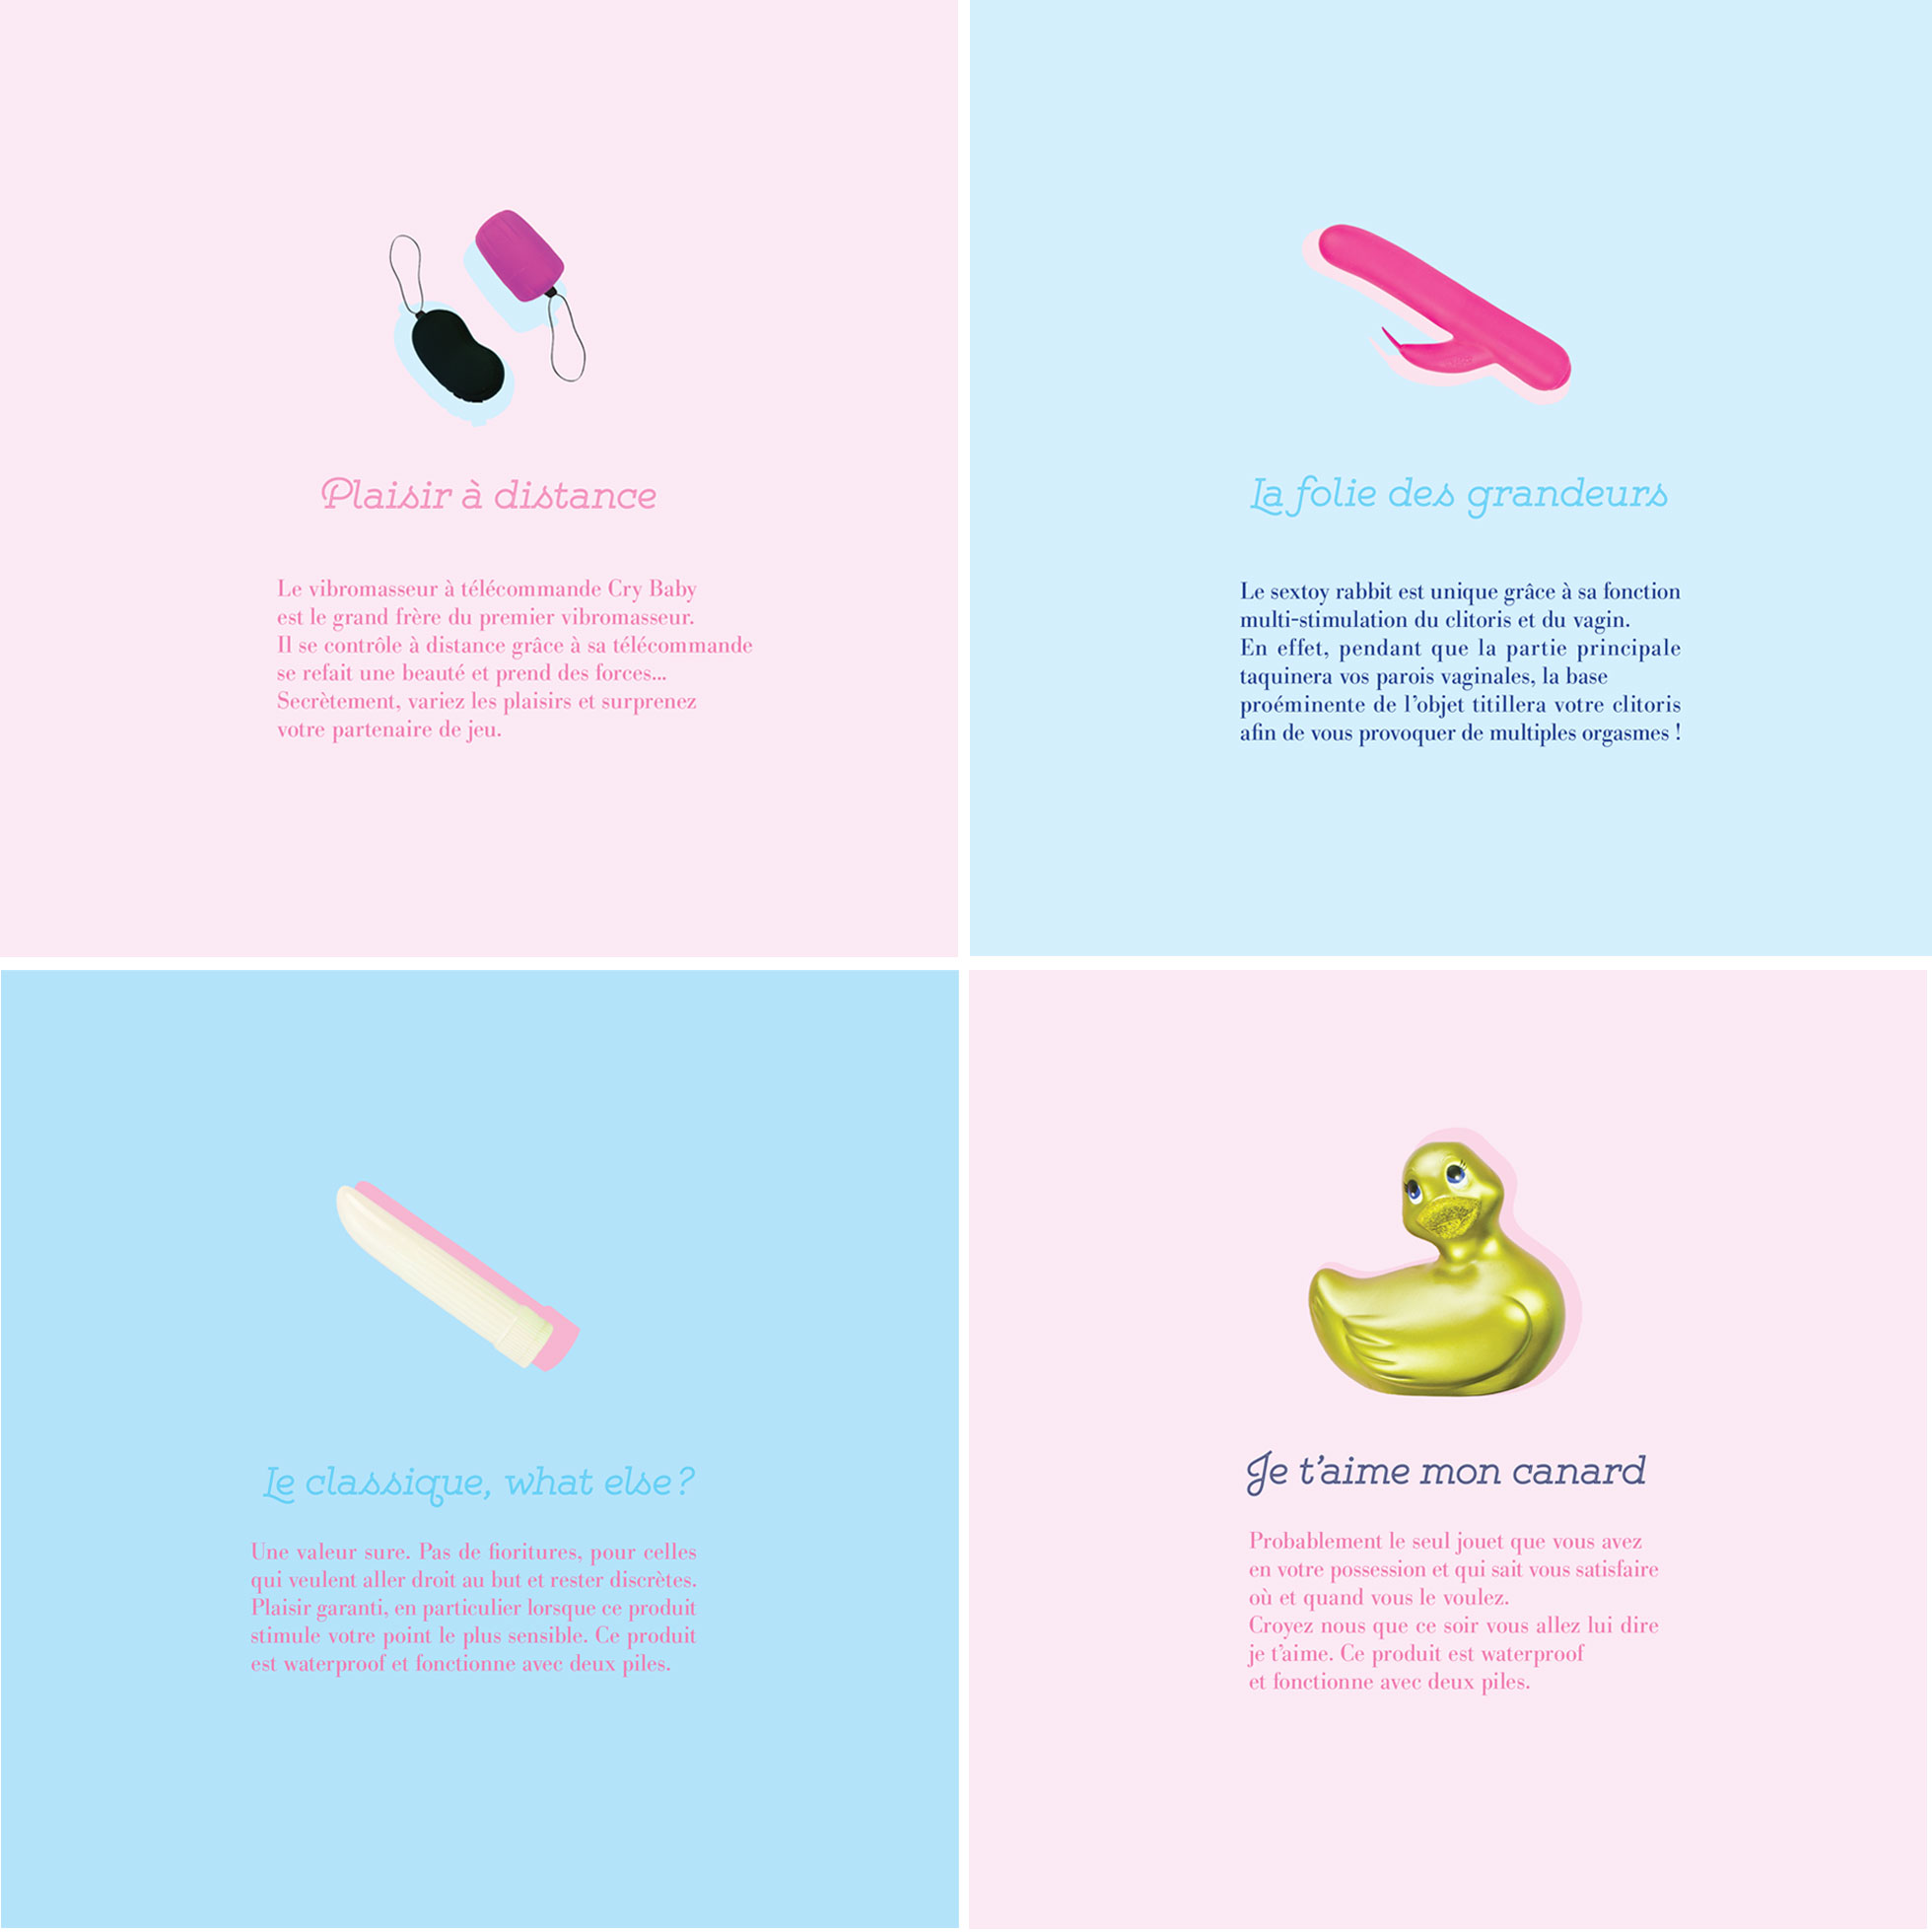 Plaisir à distance
Le vibromasseur à télécommande Cry Baby
est le grand frère du premier vibromasseur.
Il se contrôle à distance grâce à sa télécommande
se refait une beauté et prend des forces...
Secrètement, variez les plaisirs et surprenez
votre partenaire de jeu.
La folie des grandeurs
Le sextoy rabbit est unique grâce à sa fonction
multi-stimulation du clitoris et du vagin.
En effet, pendant que la partie principale
taquinera vos parois vaginales, la base
proéminente de l'objet titillera votre clitoris
afin de vous provoquer de multiples orgasmes !
Le classique, what else ?
Une valeur sure. Pas de fioritures, pour celles
qui veulent aller droit au but et rester discrètes.
Plaisir garanti, en particulier lorsque ce produit
stimule votre point le plus sensible. Ce produit
est waterproof et fonctionne avec deux piles.
Je t'aime mon canard
Probablement le seul jouet que vous avez
en votre possession et qui sait vous satisfaire
où et quand vous le voulez.
Croyez nous que ce soir vous allez lui dire
je t'aime. Ce produit est waterproof
et fonctionne avec deux piles.